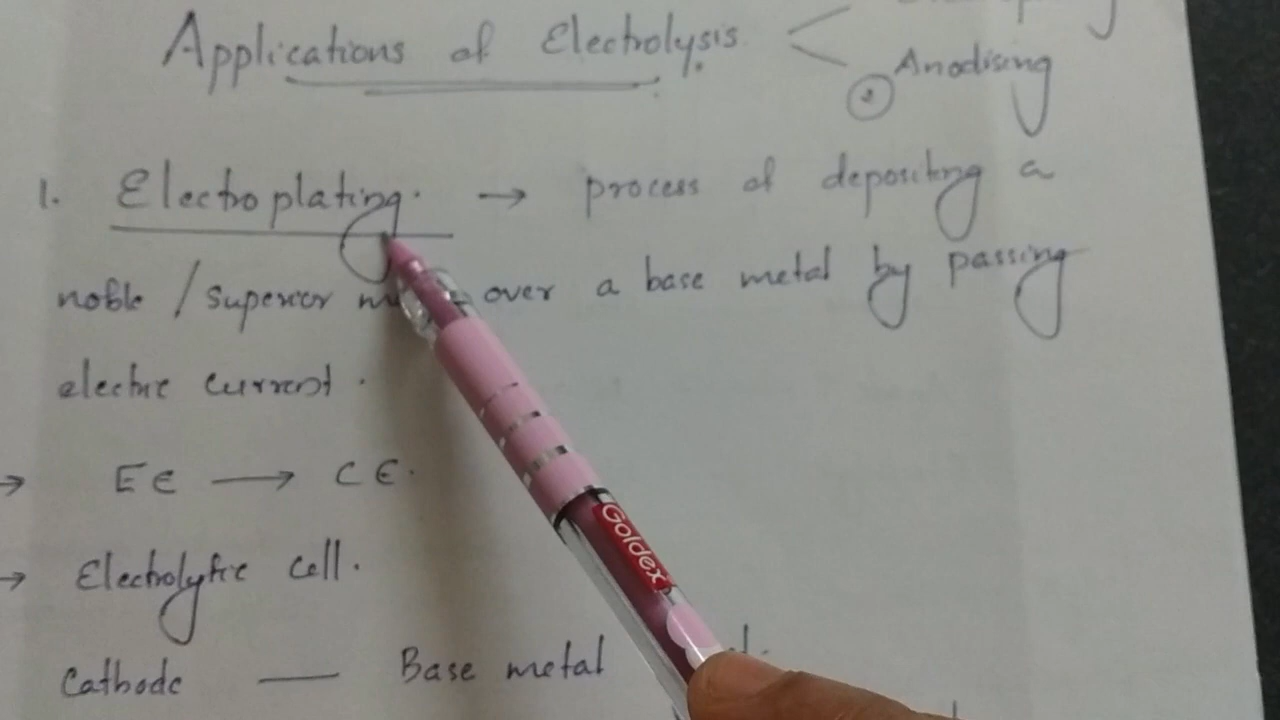 Applications of Electrolysis.
② Anodising
1. Electroplating. → process of depositing a
noble / superior over a base metal by passing
electric current.
→ EE → CE.
→ Electrolytic cell.
Cathode — Base metal
Goldex